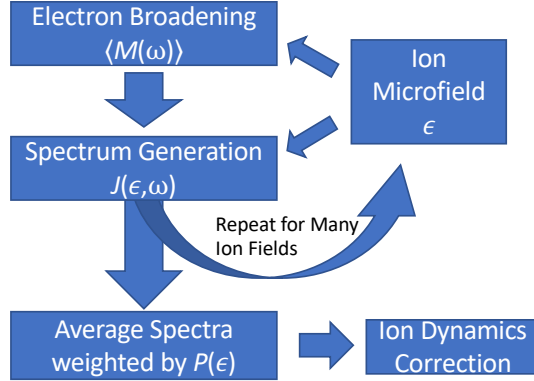 Electron Broadening
⟨M(ω)⟩
Ion
Microfield
ϵ
Spectrum Generation
J(ϵ,ω)
Repeat for Many
Ion Fields
Average Spectra
weighted by P(ϵ)
Ion Dynamics
Correction